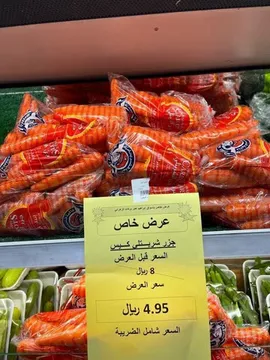 عرض خاص
جزر شريستلي كيس
السعر قبل العرض
8 ريال
سعر العرض
4.95 ريال
السعر شامل الضريبة